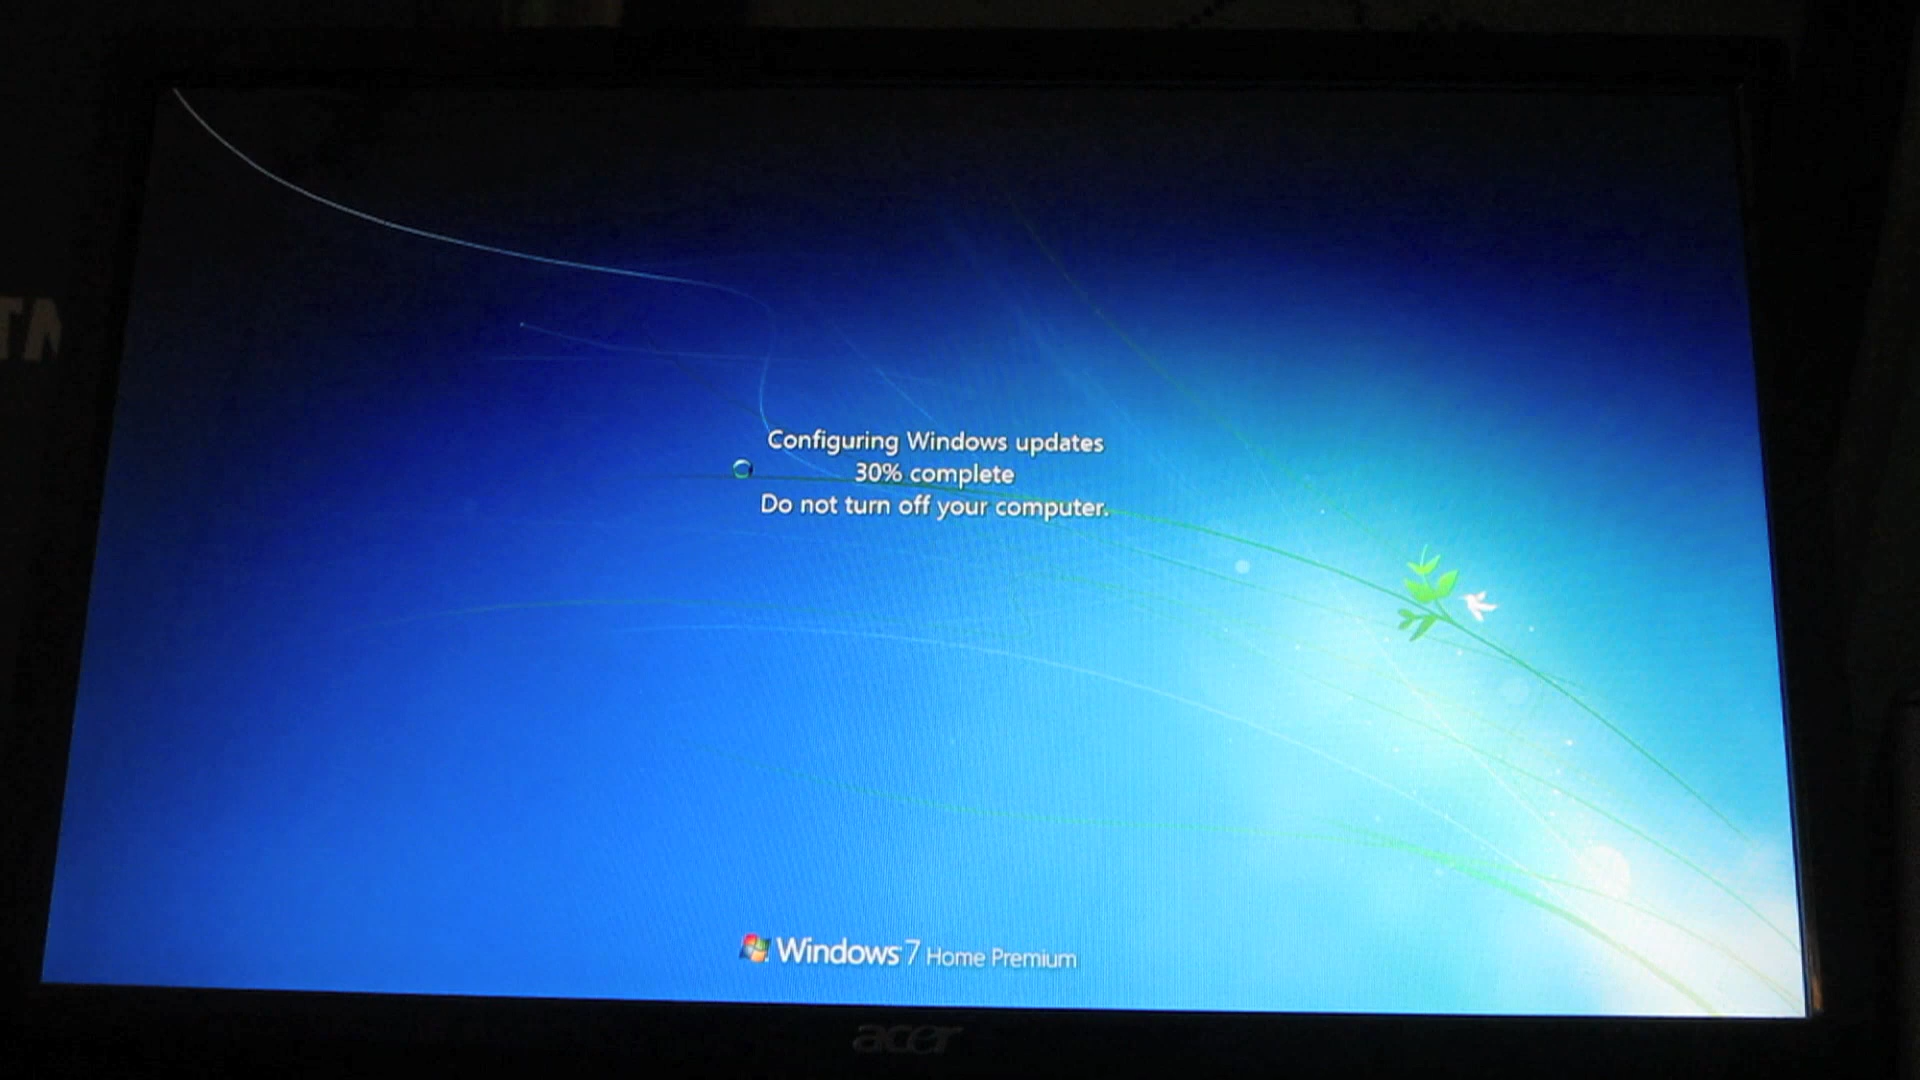 Configuring Windows updates
30% complete
Do not turn off your computer.
Windows 7 Home Premium
acer